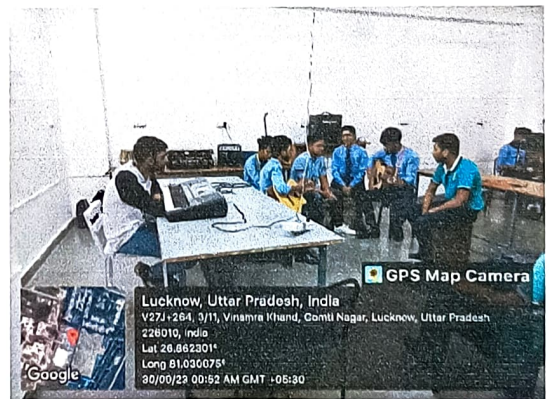 GPS Map Camera
Lucknow, Uttar Pradesh, India
V27J+264, 3/11, Vinamra Khand, Gomti Nagar, Lucknow, Uttar Pradesh
226010, India
Lat 26.862301°
Long 81.030075°
30/00/23 00:52 AM GMT +05:30
Google